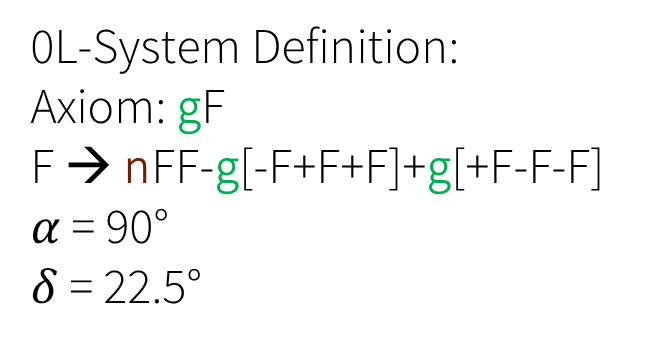 0L-System Definition:
Axiom: gF
F → nFF-g[-F+F+F]+g[+F-F-F]
α = 90°
δ = 22.5°